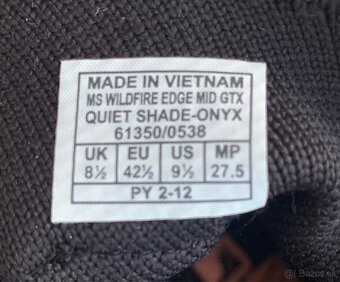 MADE IN VIETNAM
MS WILDFIRE EDGE MID GTX
QUIET SHADE-ONYX
61350/0538
UK EU US MP
8½ 42½ 9½ 27.5
PY 2-12
bazos.sk